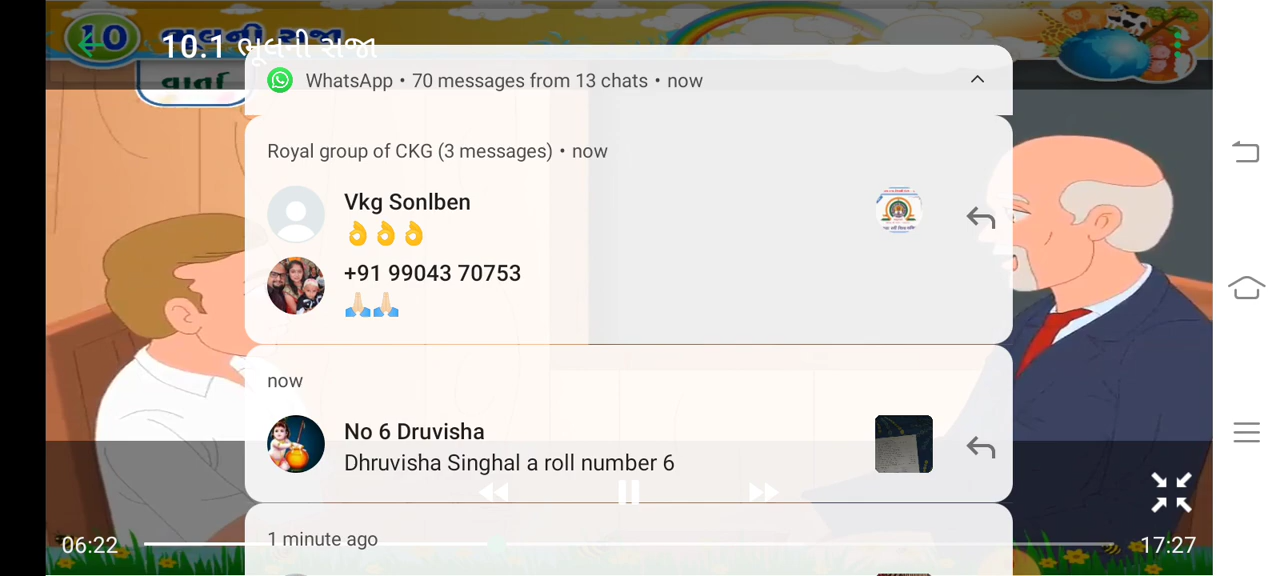 10
10.1 ભૂલની સજા
વાર્તા
WhatsApp • 70 messages from 13 chats • now
Royal group of CKG (3 messages) • now
Vkg Sonlben
👌👌👌
+91 99043 70753
🙏🏻🙏🏻
now
No 6 Druvisha
Dhruvisha Singhal a roll number 6
1 minute ago
06:22
17:27